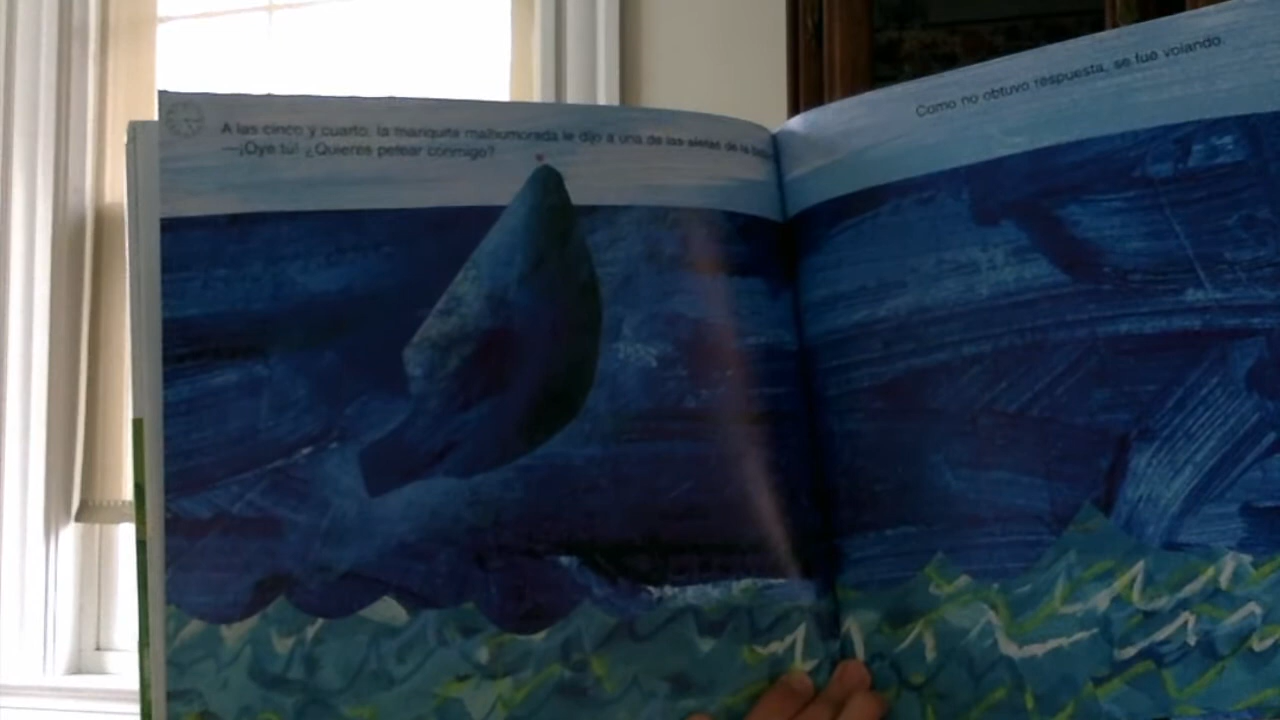 A las cinco y cuarto, la mariquita malhumorada le dijo a una de las aletas de la
—¡Oye tú! ¿Quieres pelear conmigo?
Como no obtuvo respuesta, se fue volando.